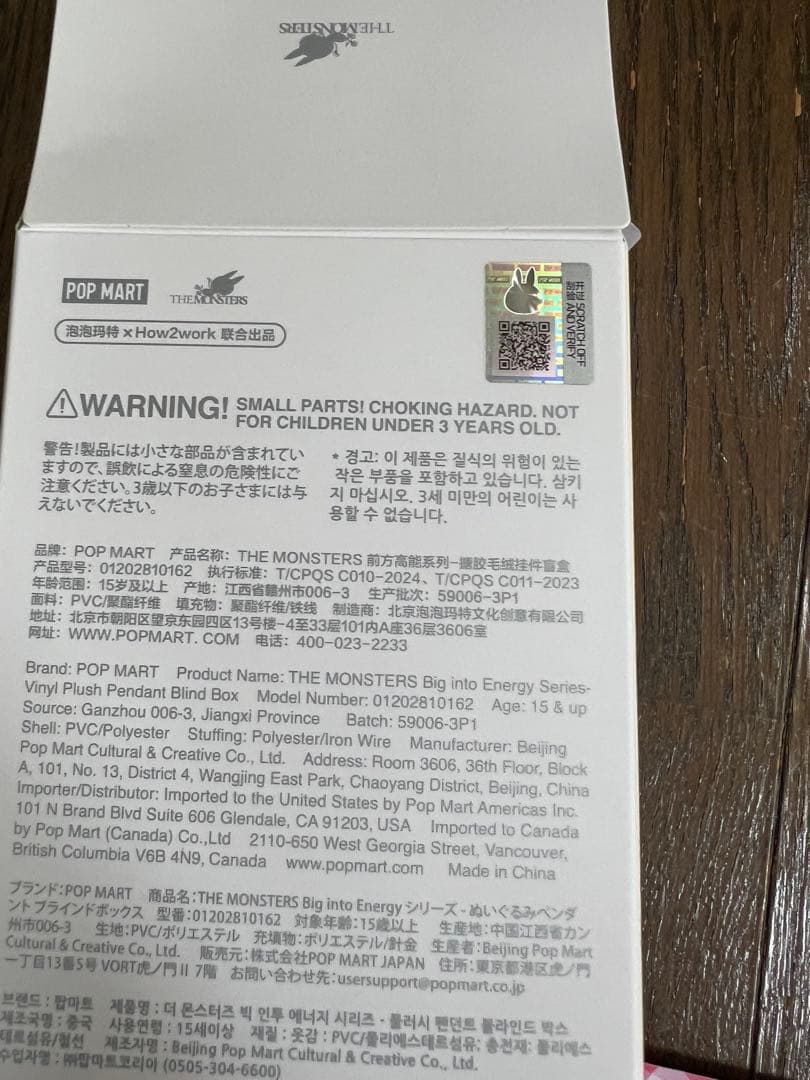 THE MONSTERS
POP MART
THE MONSTERS
泡泡玛特×How2work 联合出品
刮开涂层 SCRATCH OFF
验真伪 AND VERIFY
WARNING! SMALL PARTS! CHOKING HAZARD. NOT
FOR CHILDREN UNDER 3 YEARS OLD.
警告!製品には小さな部品が含まれてい
ますので、誤飲による窒息の危険性にご
注意ください。3歳以下のお子さまには与
えないでください。
* 경고: 이 제품은 질식의 위험이 있는
작은 부품을 포함하고 있습니다. 삼키
지 마십시오. 3세 미만의 어린이는 사
용할 수 없습니다.
品牌: POP MART 产品名称: THE MONSTERS 前方高能系列-搪胶毛绒挂件盲盒
产品型号: 01202810162 执行标准: T/CPQS C010-2024、T/CPQS C011-2023
年龄范围: 15岁及以上 产地: 江西省赣州市006-3 生产批次: 59006-3P1
面料: PVC/聚酯纤维 填充物: 聚酯纤维/铁线 制造商: 北京泡泡玛特文化创意有限公司
地址: 北京市朝阳区望京东园四区13号楼-4至33层101内A座36层3606室
网址: WWW.POPMART. COM 电话: 400-023-2233
Brand: POP MART Product Name: THE MONSTERS Big into Energy Series-
Vinyl Plush Pendant Blind Box Model Number: 01202810162 Age: 15 & up
Source: Ganzhou 006-3, Jiangxi Province Batch: 59006-3P1
Shell: PVC/Polyester Stuffing: Polyester/Iron Wire Manufacturer: Beijing
Pop Mart Cultural & Creative Co., Ltd. Address: Room 3606, 36th Floor, Block
A, 101, No. 13, District 4, Wangjing East Park, Chaoyang District, Beijing, China
Importer/Distributor: Imported to the United States by Pop Mart Americas Inc.
101 N Brand Blvd Suite 606 Glendale, CA 91203, USA Imported to Canada
by Pop Mart (Canada) Co.,Ltd 2110-650 West Georgia Street, Vancouver,
British Columbia V6B 4N9, Canada www.popmart.com Made in China
ブランド:POP MART 商品名:THE MONSTERS Big into Energy シリーズ - ぬいぐるみペンダ
ント ブラインドボックス 型番:01202810162 対象年齢:15歳以上 生産地:中国江西省カン
州市006-3 生地:PVC/ポリエステル 充填物:ポリエステル/針金 生産者:Beijing Pop Mart
Cultural & Creative Co., Ltd. 販売元:株式会社POP MART JAPAN 住所:東京都港区虎ノ門
一丁目13番5号 VORT虎ノ門Ⅱ 7階 お問い合わせ先:usersupport@popmart.co.jp
브랜드 : 팝마트 제품명 : 더 몬스터즈 빅 인투 에너지 시리즈 - 플러시 팬던트 블라인드 박스
제조국명 : 중국 사용연령 : 15세이상 재질 : 옷감 : PVC/폴리에스테르섬유; 충전재: 폴리에스
테르섬유/철선 제조자명 : Beijing Pop Mart Cultural & Creative Co., Ltd.
수입자명 : ㈜팝마트코리아 (0505-304-6600)